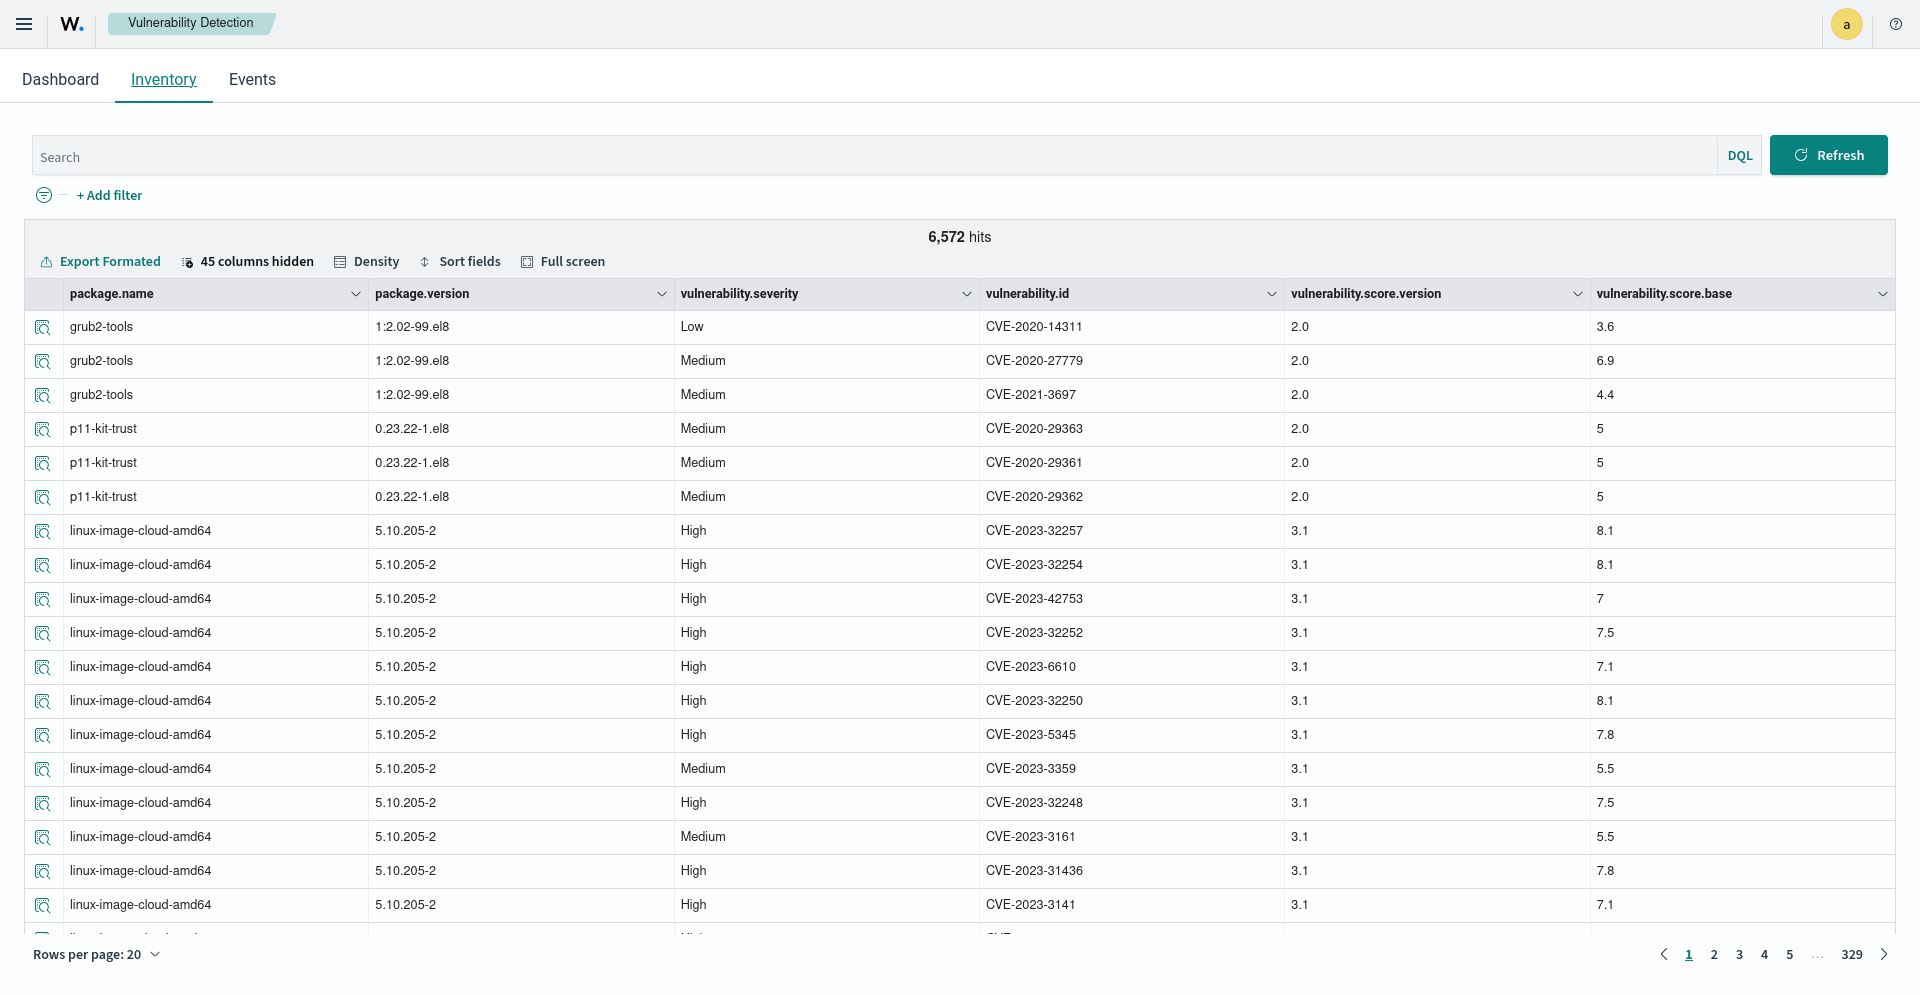 W. Vulnerability Detection a
Dashboard Inventory Events
Search DQL Refresh
+ Add filter
6,572 hits
Export Formated 45 columns hidden Density Sort fields Full screen
package.name package.version vulnerability.severity vulnerability.id vulnerability.score.version vulnerability.score.base
grub2-tools 1:2.02-99.el8 Low CVE-2020-14311 2.0 3.6
grub2-tools 1:2.02-99.el8 Medium CVE-2020-27779 2.0 6.9
grub2-tools 1:2.02-99.el8 Medium CVE-2021-3697 2.0 4.4
p11-kit-trust 0.23.22-1.el8 Medium CVE-2020-29363 2.0 5
p11-kit-trust 0.23.22-1.el8 Medium CVE-2020-29361 2.0 5
p11-kit-trust 0.23.22-1.el8 Medium CVE-2020-29362 2.0 5
linux-image-cloud-amd64 5.10.205-2 High CVE-2023-32257 3.1 8.1
linux-image-cloud-amd64 5.10.205-2 High CVE-2023-32254 3.1 8.1
linux-image-cloud-amd64 5.10.205-2 High CVE-2023-42753 3.1 7
linux-image-cloud-amd64 5.10.205-2 High CVE-2023-32252 3.1 7.5
linux-image-cloud-amd64 5.10.205-2 High CVE-2023-6610 3.1 7.1
linux-image-cloud-amd64 5.10.205-2 High CVE-2023-32250 3.1 8.1
linux-image-cloud-amd64 5.10.205-2 High CVE-2023-5345 3.1 7.8
linux-image-cloud-amd64 5.10.205-2 Medium CVE-2023-3359 3.1 5.5
linux-image-cloud-amd64 5.10.205-2 High CVE-2023-32248 3.1 7.5
linux-image-cloud-amd64 5.10.205-2 Medium CVE-2023-3161 3.1 5.5
linux-image-cloud-amd64 5.10.205-2 High CVE-2023-31436 3.1 7.8
linux-image-cloud-amd64 5.10.205-2 High CVE-2023-3141 3.1 7.1
Rows per page: 20 1 2 3 4 5 … 329